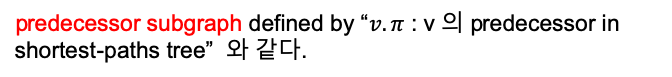 predecessor subgraph defined by “𝑣.𝜋 : v 의 predecessor in
shortest-paths tree”  와 같다.